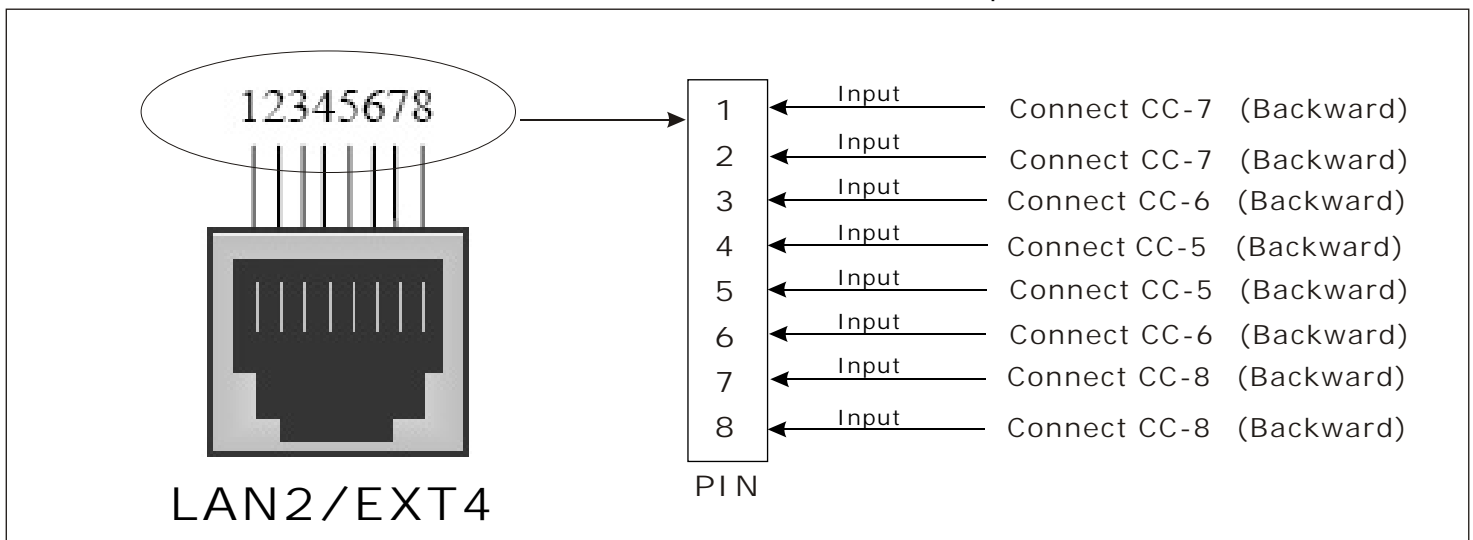 12345678
1 Input Connect CC-7 (Backward)
2 Input Connect CC-7 (Backward)
3 Input Connect CC-6 (Backward)
4 Input Connect CC-5 (Backward)
5 Input Connect CC-5 (Backward)
6 Input Connect CC-6 (Backward)
7 Input Connect CC-8 (Backward)
8 Input Connect CC-8 (Backward)
PIN
LAN2/EXT4